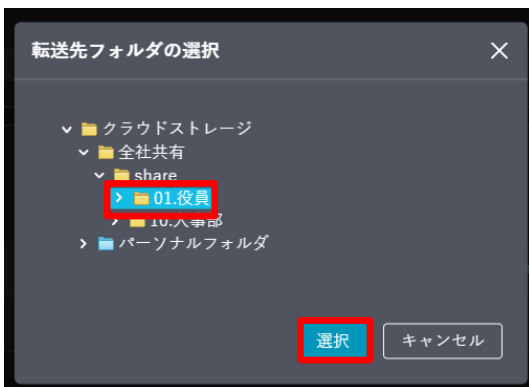 転送先フォルダの選択
クラウドストレージ
全社共有
share
01.役員
10.人事部
パーソナルフォルダ
選択
キャンセル